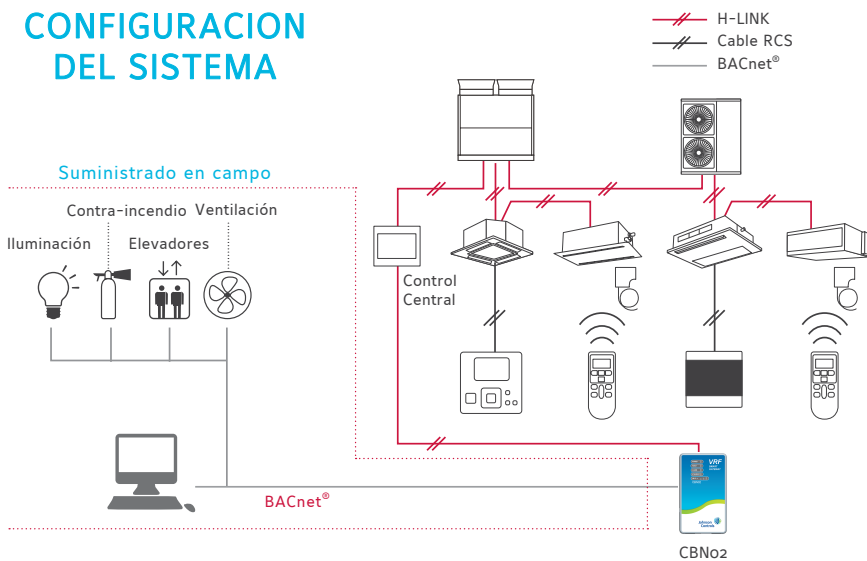 CONFIGURACION
DEL SISTEMA
H-LINK
Cable RCS
BACnet®
Suministrado en campo
Contra-incendio
Ventilación
Iluminación
Elevadores
Control
Central
BACnet®
VRF
Johnson
Controls
CBN02